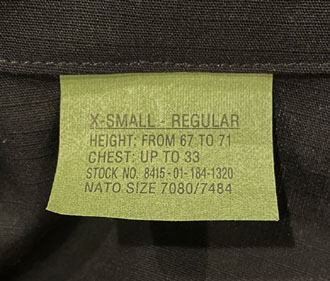 X-SMALL - REGULAR
HEIGHT: FROM 67 TO 71
CHEST: UP TO 33
STOCK NO. 8415-01-184-1320
NATO SIZE 7080/7484